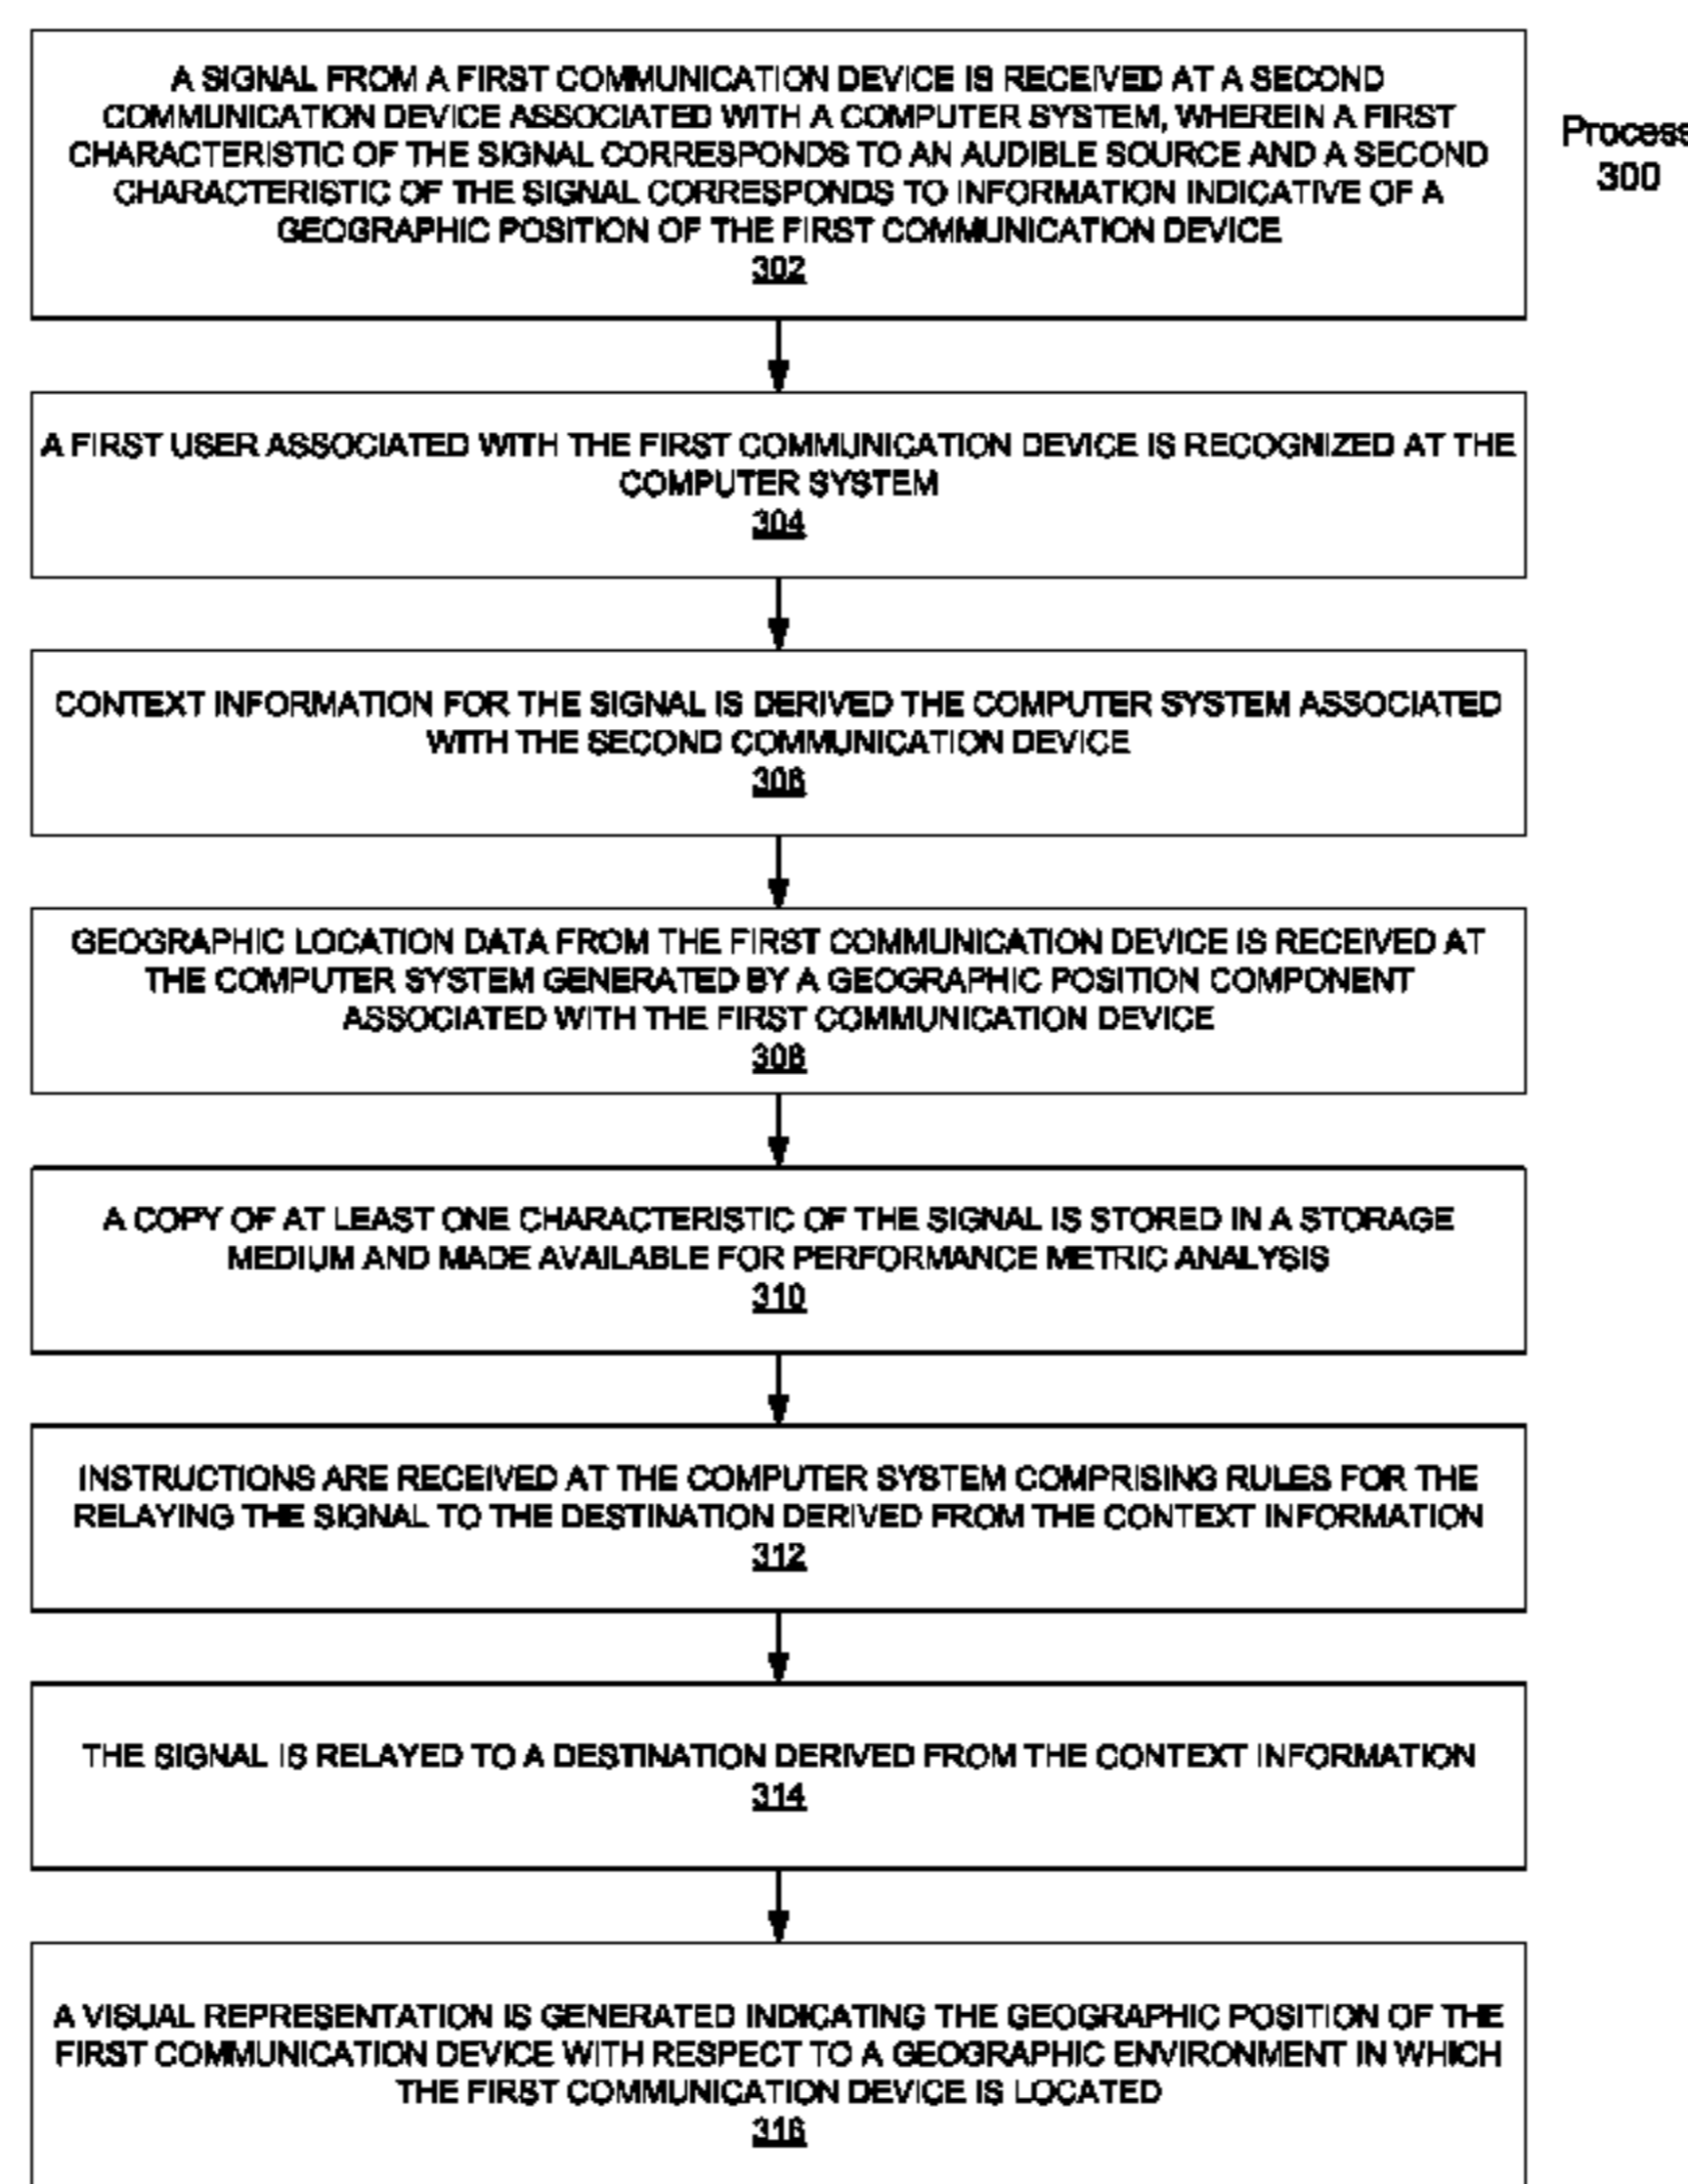 A SIGNAL FROM A FIRST COMMUNICATION DEVICE IS RECEIVED AT A SECOND
COMMUNICATION DEVICE ASSOCIATED WITH A COMPUTER SYSTEM, WHEREIN A FIRST
CHARACTERISTIC OF THE SIGNAL CORRESPONDS TO AN AUDIBLE SOURCE AND A SECOND
CHARACTERISTIC OF THE SIGNAL CORRESPONDS TO INFORMATION INDICATIVE OF A
GEOGRAPHIC POSITION OF THE FIRST COMMUNICATION DEVICE
302
Process
300
A FIRST USER ASSOCIATED WITH THE FIRST COMMUNICATION DEVICE IS RECOGNIZED AT THE
COMPUTER SYSTEM
304
CONTEXT INFORMATION FOR THE SIGNAL IS DERIVED THE COMPUTER SYSTEM ASSOCIATED
WITH THE SECOND COMMUNICATION DEVICE
306
GEOGRAPHIC LOCATION DATA FROM THE FIRST COMMUNICATION DEVICE IS RECEIVED AT
THE COMPUTER SYSTEM GENERATED BY A GEOGRAPHIC POSITION COMPONENT
ASSOCIATED WITH THE FIRST COMMUNICATION DEVICE
308
A COPY OF AT LEAST ONE CHARACTERISTIC OF THE SIGNAL IS STORED IN A STORAGE
MEDIUM AND MADE AVAILABLE FOR PERFORMANCE METRIC ANALYSIS
310
INSTRUCTIONS ARE RECEIVED AT THE COMPUTER SYSTEM COMPRISING RULES FOR THE
RELAYING THE SIGNAL TO THE DESTINATION DERIVED FROM THE CONTEXT INFORMATION
312
THE SIGNAL IS RELAYED TO A DESTINATION DERIVED FROM THE CONTEXT INFORMATION
314
A VISUAL REPRESENTATION IS GENERATED INDICATING THE GEOGRAPHIC POSITION OF THE
FIRST COMMUNICATION DEVICE WITH RESPECT TO A GEOGRAPHIC ENVIRONMENT IN WHICH
THE FIRST COMMUNICATION DEVICE IS LOCATED
316